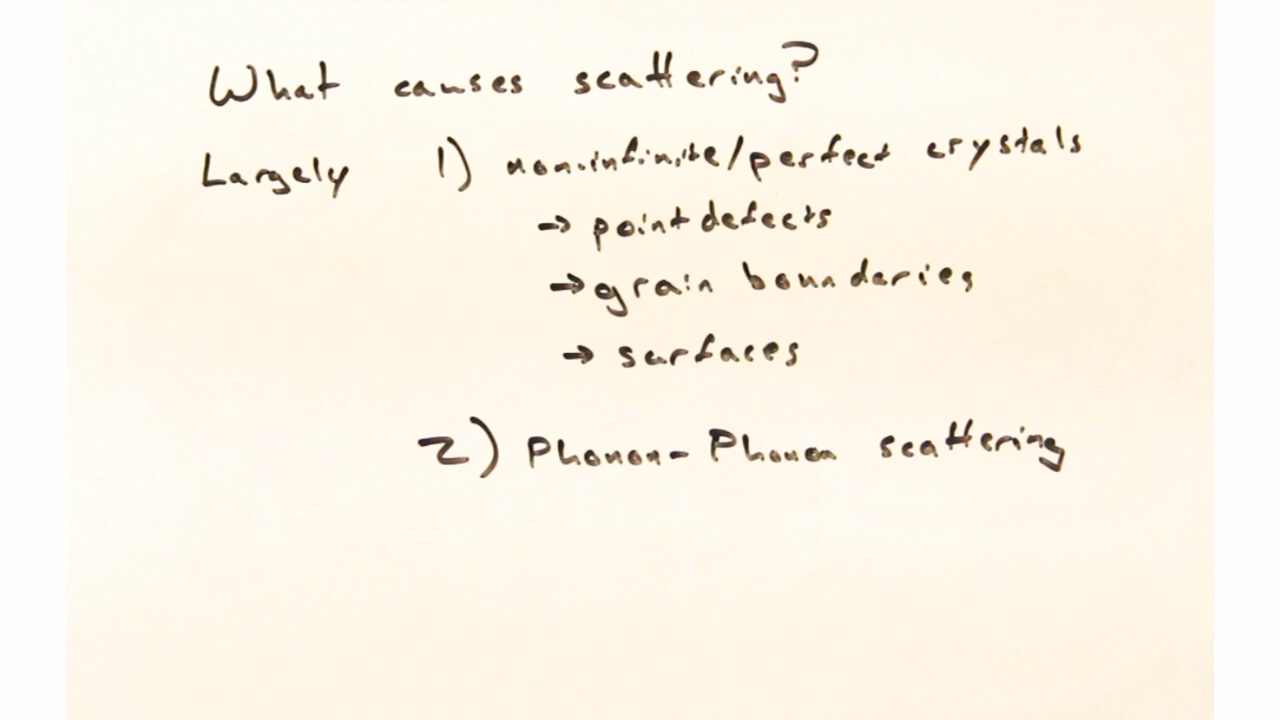 What causes scattering?
Largely 1) non-infinite/perfect crystals
→ point defects
→ grain boundaries
→ surfaces
2) Phonon-Phonon scattering